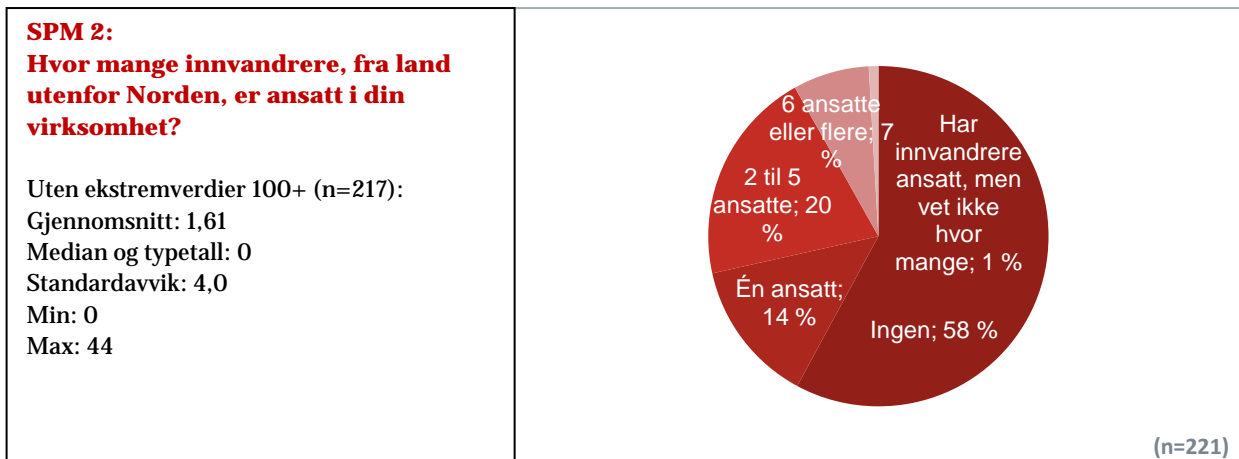 SPM 2:
Hvor mange innvandrere, fra land
utenfor Norden, er ansatt i din
virksomhet?
Uten ekstremverdier 100+ (n=217):
Gjennomsnitt: 1,61
Median og typetall: 0
Standardavvik: 4,0
Min: 0
Max: 44
6 ansatte
eller flere; 7
%
Har
innvandrere
ansatt, men
vet ikke
hvor
mange; 1 %
2 til 5
ansatte; 20
%
Én ansatt;
14 %
Ingen; 58 %
(n=221)